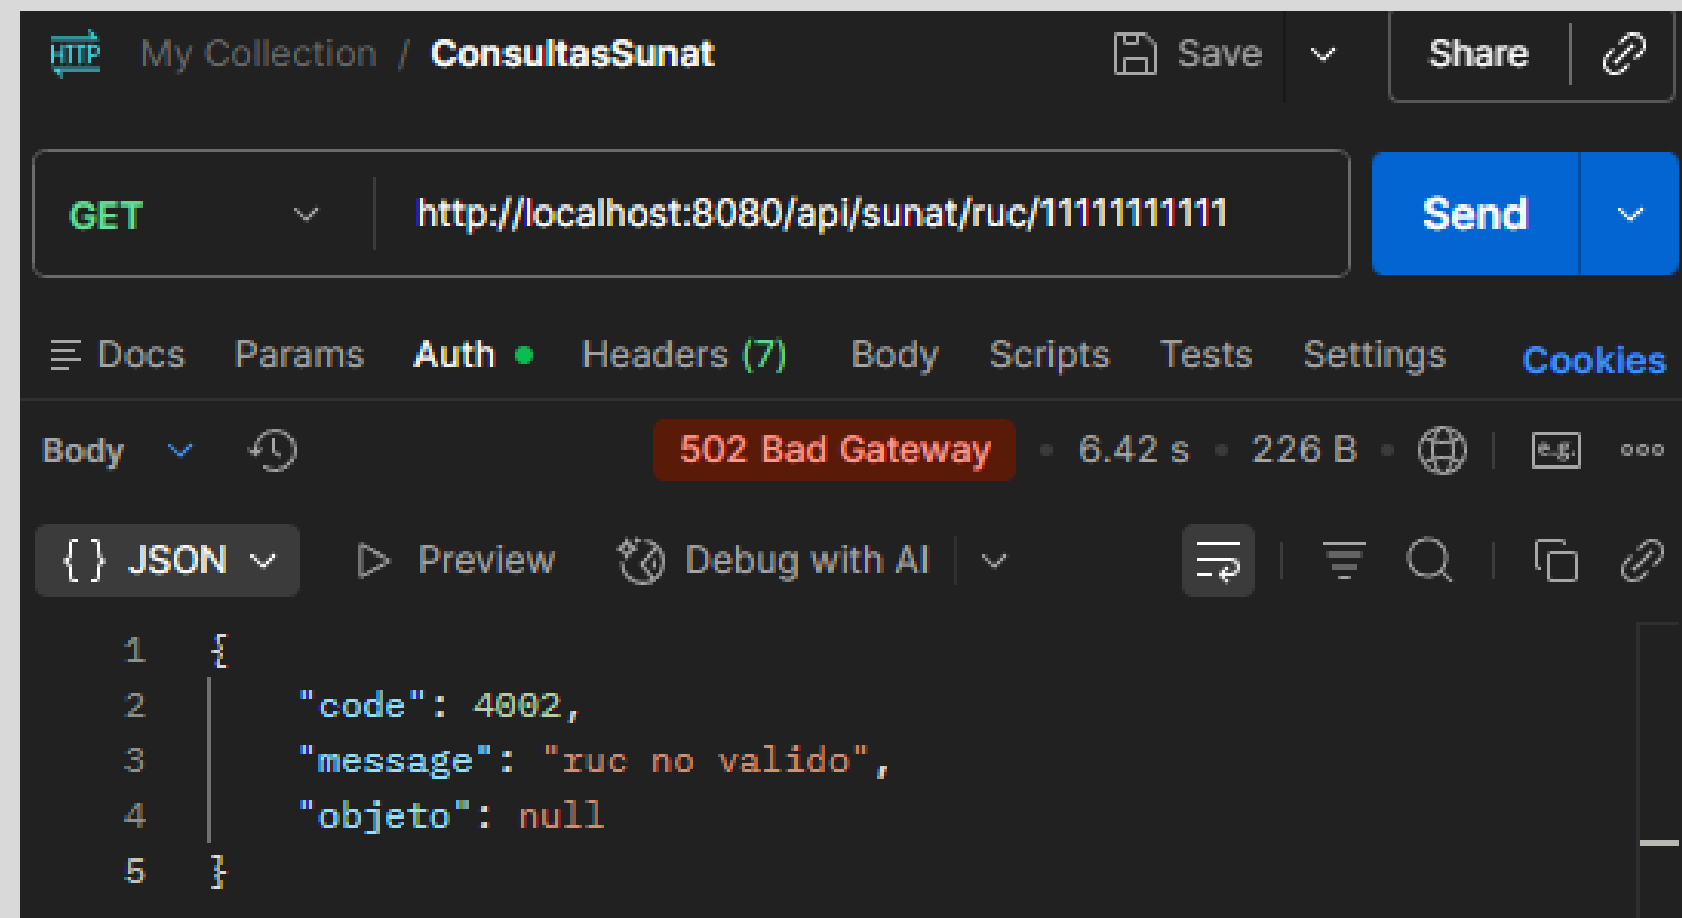 HTTP My Collection / ConsultasSunat Save Share
GET http://localhost:8080/api/sunat/ruc/11111111111 Send
Docs Params Auth Headers (7) Body Scripts Tests Settings Cookies
Body 502 Bad Gateway • 6.42 s • 226 B • e.g.
{ } JSON Preview Debug with AI
1 {
2 "code": 4002,
3 "message": "ruc no valido",
4 "objeto": null
5 }